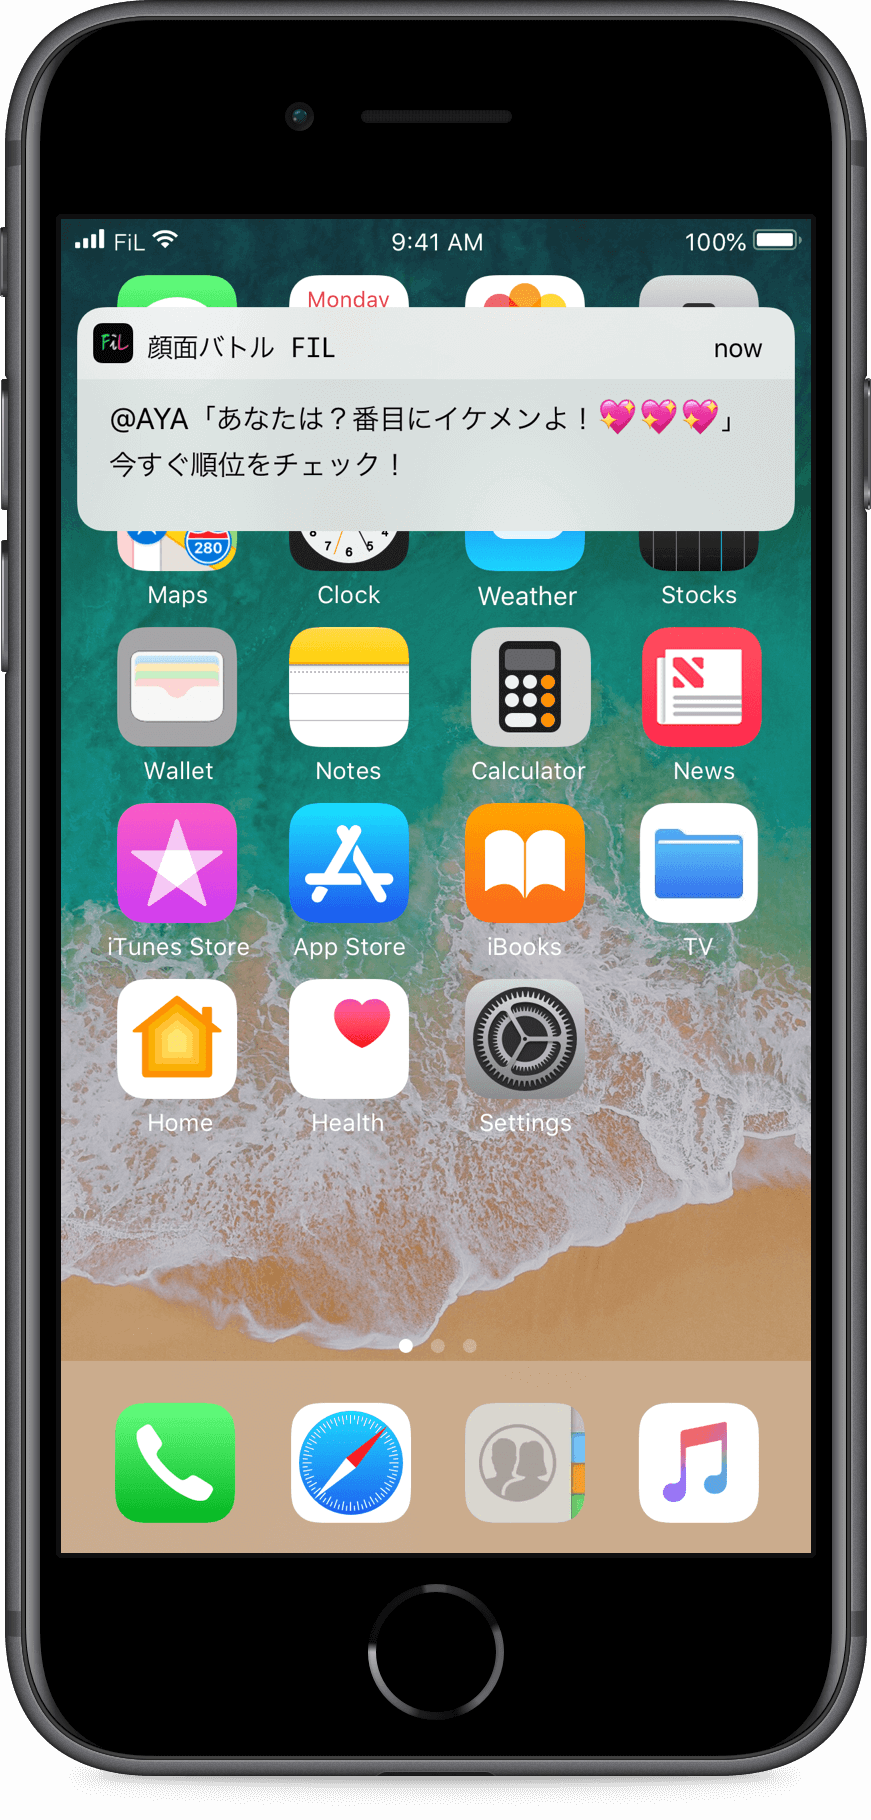 FiL
9:41 AM
100%
Monday
FiL
顔面バトル FIL
now
@AYA「あなたは？番目にイケメンよ！💖💖💖」
今すぐ順位をチェック！
280
8 7 6 5 4
Maps
Clock
Weather
Stocks
Wallet
Notes
Calculator
News
iTunes Store
App Store
iBooks
TV
Home
Health
Settings